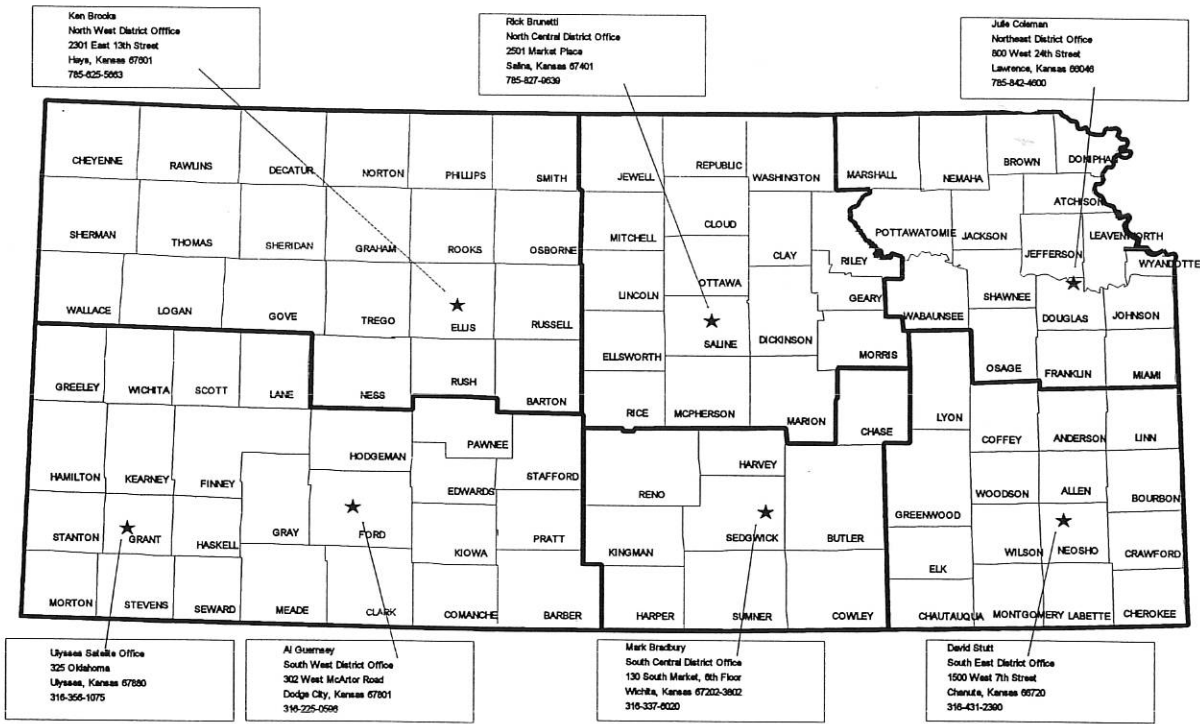 Ken Brooks
North West District Offfice
2301 East 13th Street
Hays, Kansas 67601
785-625-5663
Rick Brunetti
North Central District Office
2501 Market Place
Salina, Kansas 67401
785-827-9639
Julie Coleman
Northeast District Office
800 West 24th Street
Lawrence, Kansas 66046
785-842-4600
CHEYENNE
RAWLINS
DECATUR
NORTON
PHILLIPS
SMITH
JEWELL
REPUBLIC
WASHINGTON
MARSHALL
NEMAHA
BROWN
DONIPHAN
ATCHISON
SHERMAN
THOMAS
SHERIDAN
GRAHAM
ROOKS
OSBORNE
MITCHELL
CLOUD
CLAY
RILEY
POTTAWATOMIE
JACKSON
JEFFERSON
LEAVENWORTH
WYANDOTTE
WALLACE
LOGAN
GOVE
TREGO
ELLIS
RUSSELL
LINCOLN
OTTAWA
GEARY
WABAUNSEE
SHAWNEE
DOUGLAS
JOHNSON
ELLSWORTH
SALINE
DICKINSON
MORRIS
OSAGE
FRANKLIN
MIAMI
GREELEY
WICHITA
SCOTT
LANE
NESS
RUSH
BARTON
RICE
MCPHERSON
MARION
CHASE
LYON
COFFEY
ANDERSON
LINN
HAMILTON
KEARNEY
FINNEY
HODGEMAN
PAWNEE
STAFFORD
EDWARDS
RENO
HARVEY
WOODSON
ALLEN
BOURBON
STANTON
GRANT
HASKELL
GRAY
FORD
KIOWA
PRATT
KINGMAN
SEDGWICK
BUTLER
GREENWOOD
ELK
WILSON
NEOSHO
CRAWFORD
MORTON
STEVENS
SEWARD
MEADE
CLARK
COMANCHE
BARBER
HARPER
SUMNER
COWLEY
CHAUTAUQUA
MONTGOMERY
LABETTE
CHEROKEE
Ulysses Satelite Office
325 Oklahoma
Ulysses, Kansas 67880
316-356-1075
Al Guernsey
South West District Office
302 West McArtor Road
Dodge City, Kansas 67801
316-225-0596
Mark Bradbury
South Central District Office
130 South Market, 6th Floor
Wichita, Kansas 67202-3802
316-337-6020
David Stutt
South East District Office
1500 West 7th Street
Chanute, Kansas 66720
316-431-2390